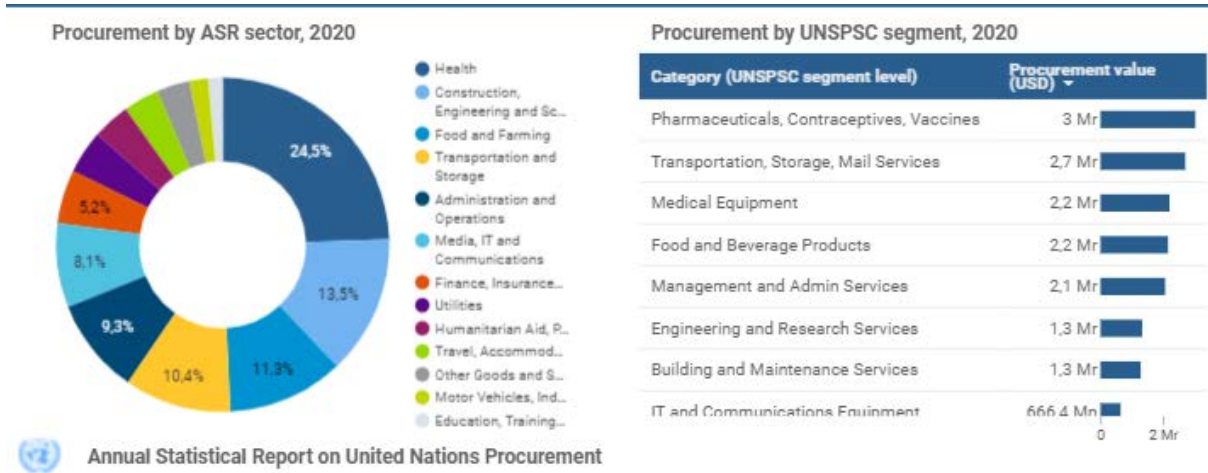 Procurement by ASR sector, 2020
24,5%
13,5%
11,3%
10,4%
9,3%
8,1%
5,2%
Health
Construction,
Engineering and Sc...
Food and Farming
Transportation and
Storage
Administration and
Operations
Media, IT and
Communications
Finance, Insurance...
Utilities
Humanitarian Aid, P...
Travel, Accommod...
Other Goods and S...
Motor Vehicles, Ind...
Education, Training...
Procurement by UNSPSC segment, 2020
Category (UNSPSC segment level)
Procurement value
(USD)
Pharmaceuticals, Contraceptives, Vaccines 3 Mr
Transportation, Storage, Mail Services 2,7 Mr
Medical Equipment 2,2 Mr
Food and Beverage Products 2,2 Mr
Management and Admin Services 2,1 Mr
Engineering and Research Services 1,3 Mr
Building and Maintenance Services 1,3 Mr
IT and Communications Equipment 666,4 Mn
0 2 Mr
Annual Statistical Report on United Nations Procurement